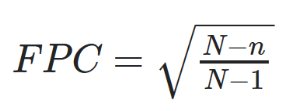 FPC = √((N−n)/(N−1))